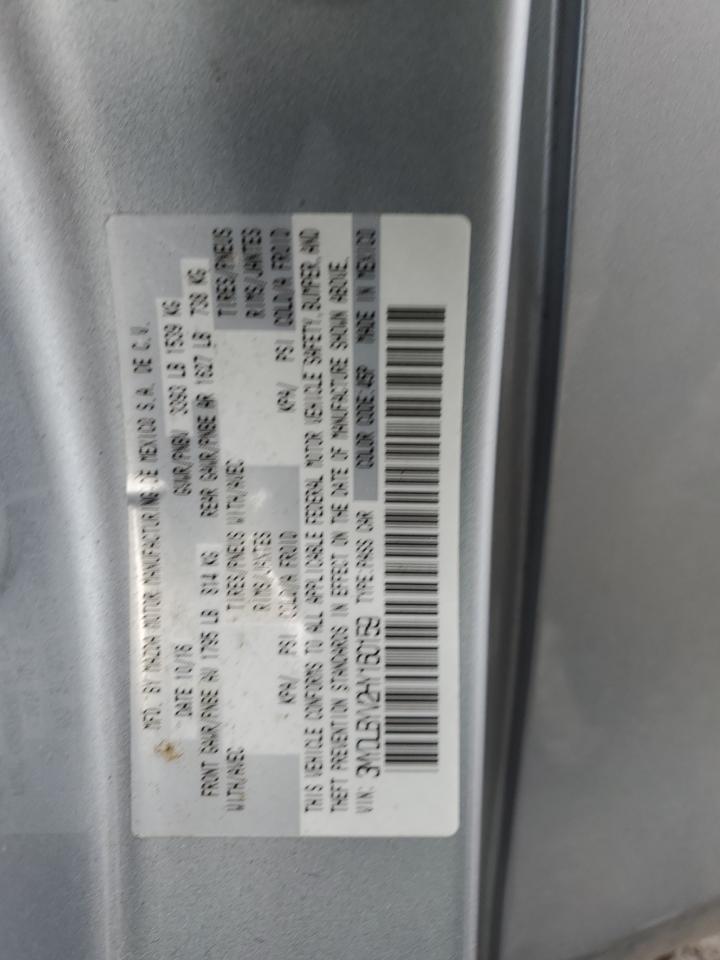 MFD. BY MAZDA MOTOR MANUFACTURING DE MEXICO S.A. DE C.V.
DATE 10/16 GVWR/PNBV 3393 LB 1539 KG
FRONT GAWR/PNBE AV 1795 LB 814 KG REAR GAWR/PNBE AR 1627 LB 738 KG
WITH/AVEC - TIRES/PNEUS WITH/AVEC TIRES/PNEUS
RIMS/JANTES RIMS/JANTES
- KPA/ PSI COLD/A FROID KPA/ PSI COLD/A FROID
THIS VEHICLE CONFORMS TO ALL APPLICABLE FEDERAL MOTOR VEHICLE SAFETY, BUMPER, AND
THEFT PREVENTION STANDARDS IN EFFECT ON THE DATE OF MANUFACTURE SHOWN ABOVE.
VIN: 3MYDLBYV2HY160159 TYPE:PASS CAR COLOR CODE:45P MADE IN MEXICO